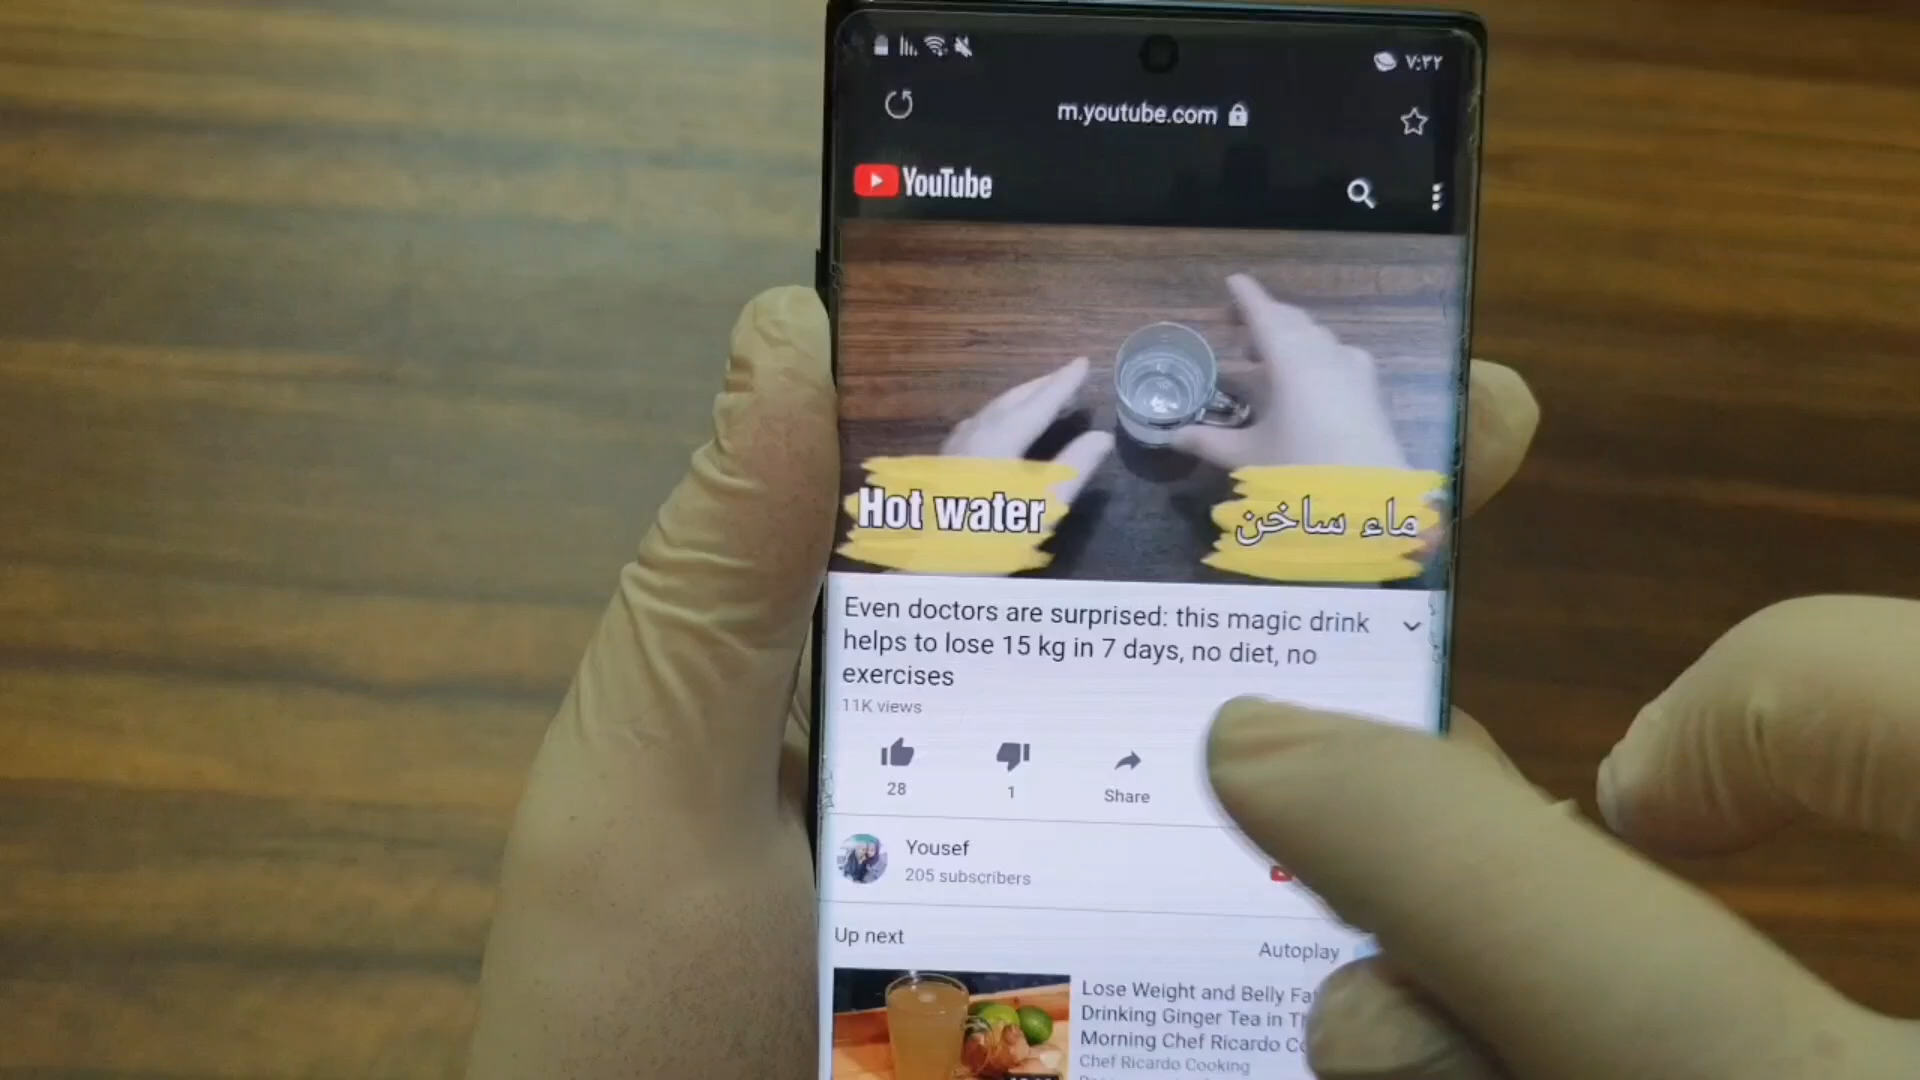 ٧:٣٢
m.youtube.com
YouTube
Hot water
ماء ساخن
Even doctors are surprised: this magic drink
helps to lose 15 kg in 7 days, no diet, no
exercises
11K views
28
1
Share
Yousef
205 subscribers
Up next
Autoplay
Lose Weight and Belly
Drinking Ginger Tea in
Morning Chef Ricardo
Chef Ricardo Cooking